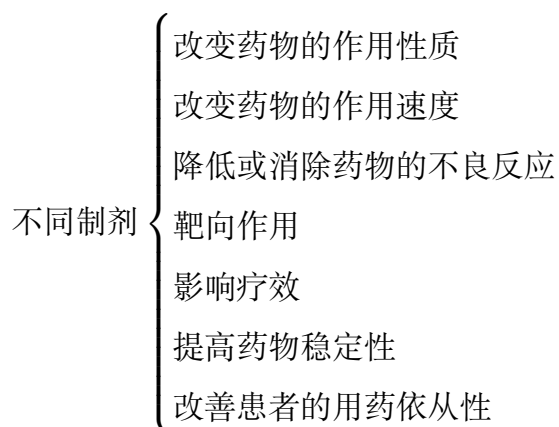 不同制剂
改变药物的作用性质
改变药物的作用速度
降低或消除药物的不良反应
靶向作用
影响疗效
提高药物稳定性
改善患者的用药依从性